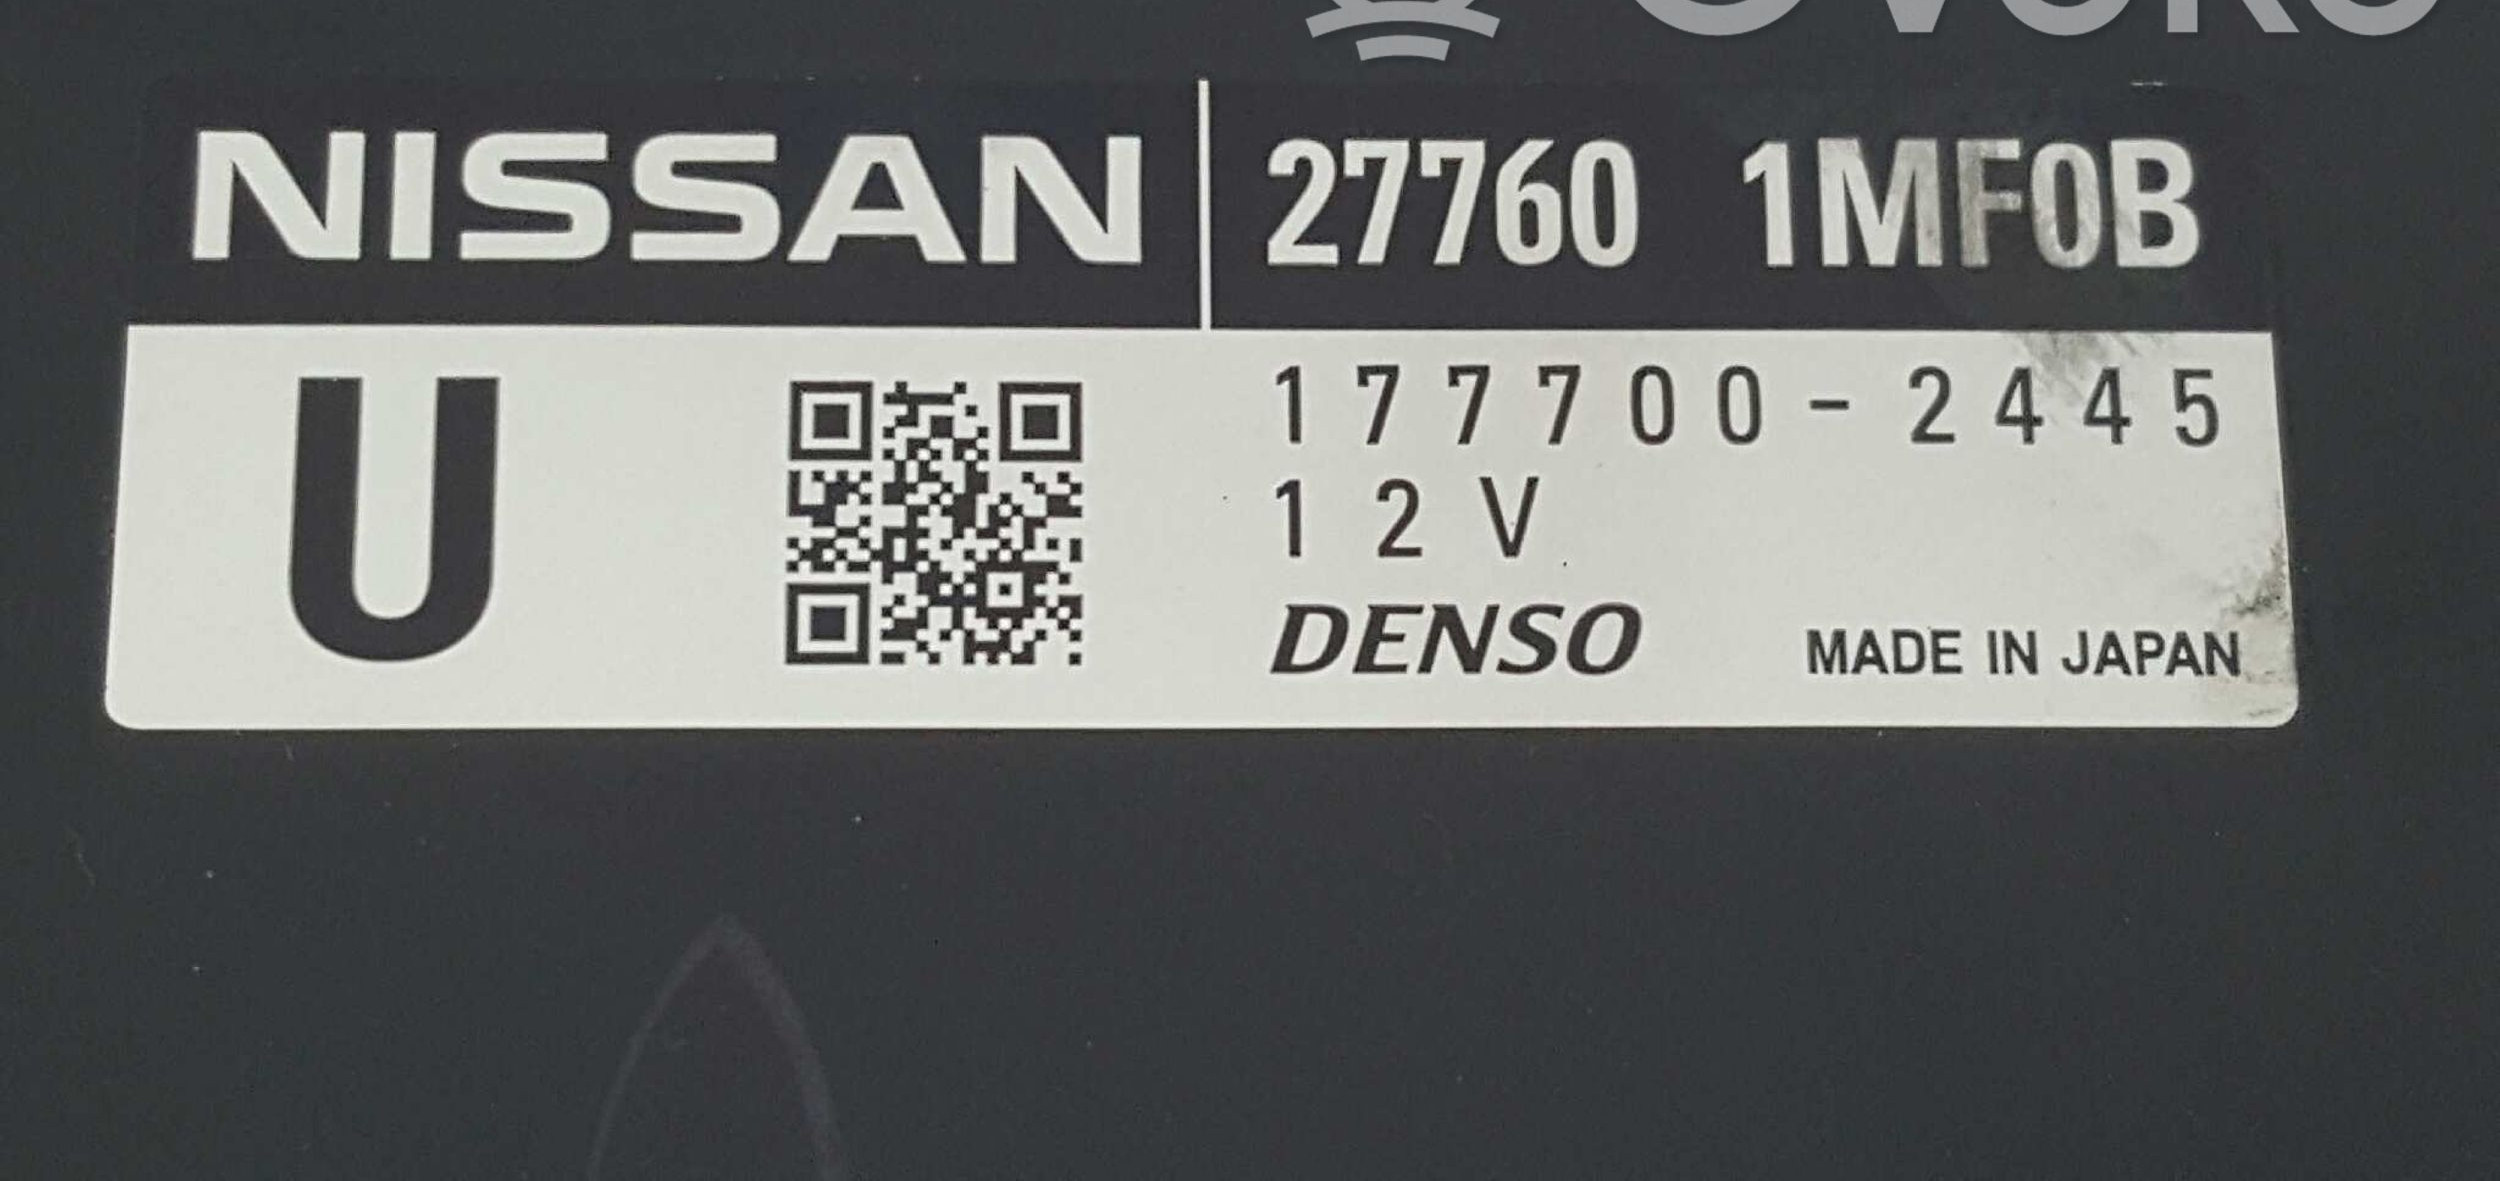 NISSAN 27760 1MF0B
U
177700-2445
12V
DENSO MADE IN JAPAN